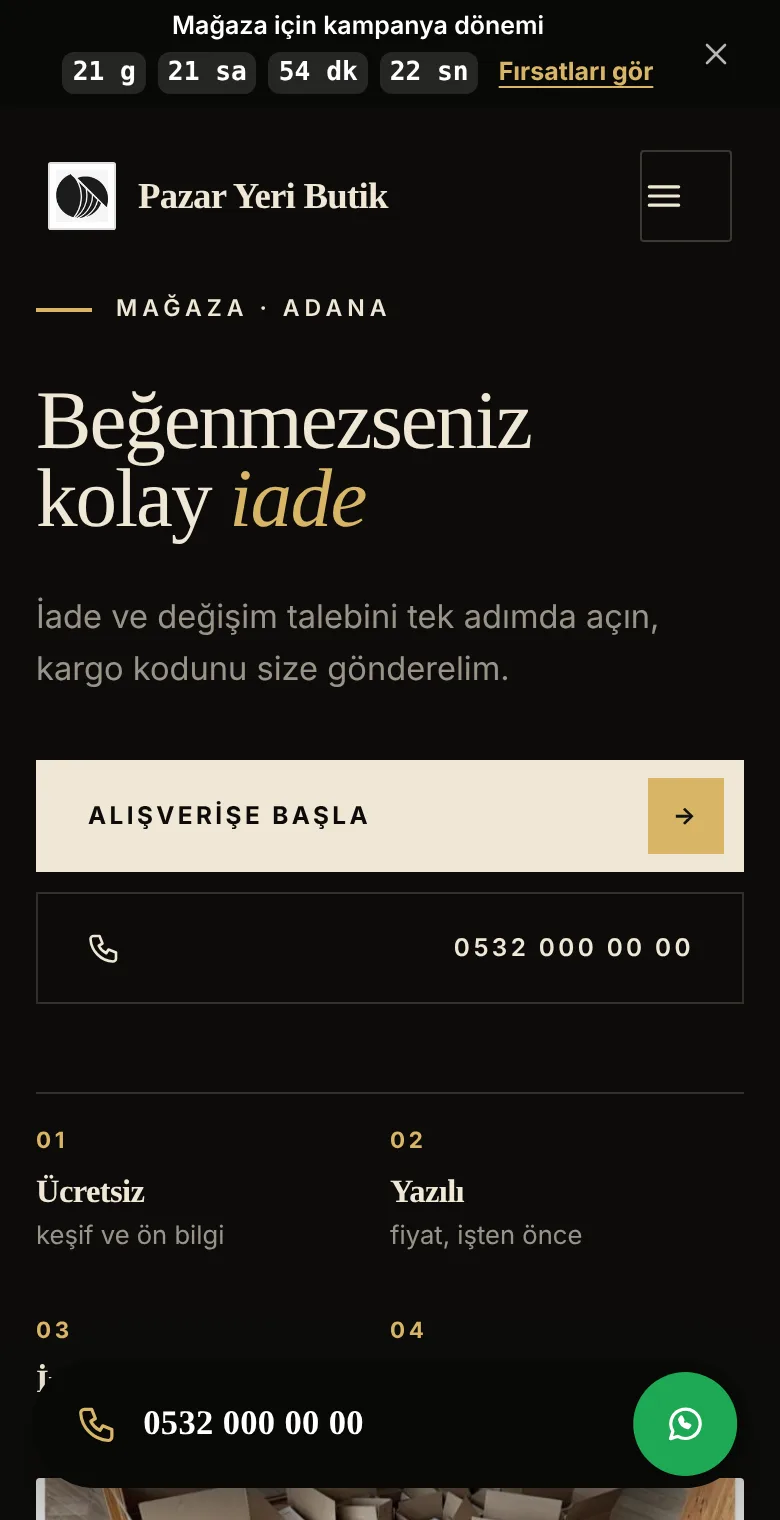 Mağaza için kampanya dönemi
21 g 21 sa 54 dk 22 sn Fırsatları gör
Pazar Yeri Butik
MAĞAZA · ADANA
Beğenmezseniz
kolay iade
İade ve değişim talebini tek adımda açın,
kargo kodunu size gönderelim.
ALIŞVERİŞE BAŞLA
0532 000 00 00
01
02
Ücretsiz
Yazılı
keşif ve ön bilgi
fiyat, işten önce
03
04
0532 000 00 00